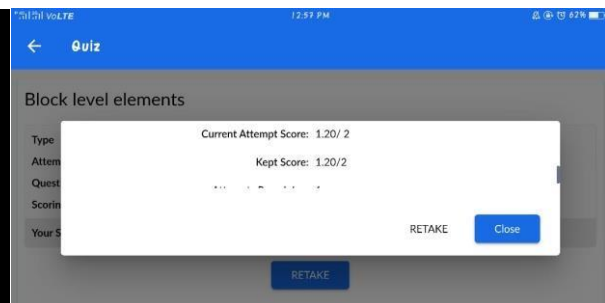 VoLTE 12:57 PM 62%
Quiz
Block level elements
Current Attempt Score: 1.20/ 2
Type
Attem
Kept Score: 1.20/2
Quest
Scorin
Your S
RETAKE Close
RETAKE